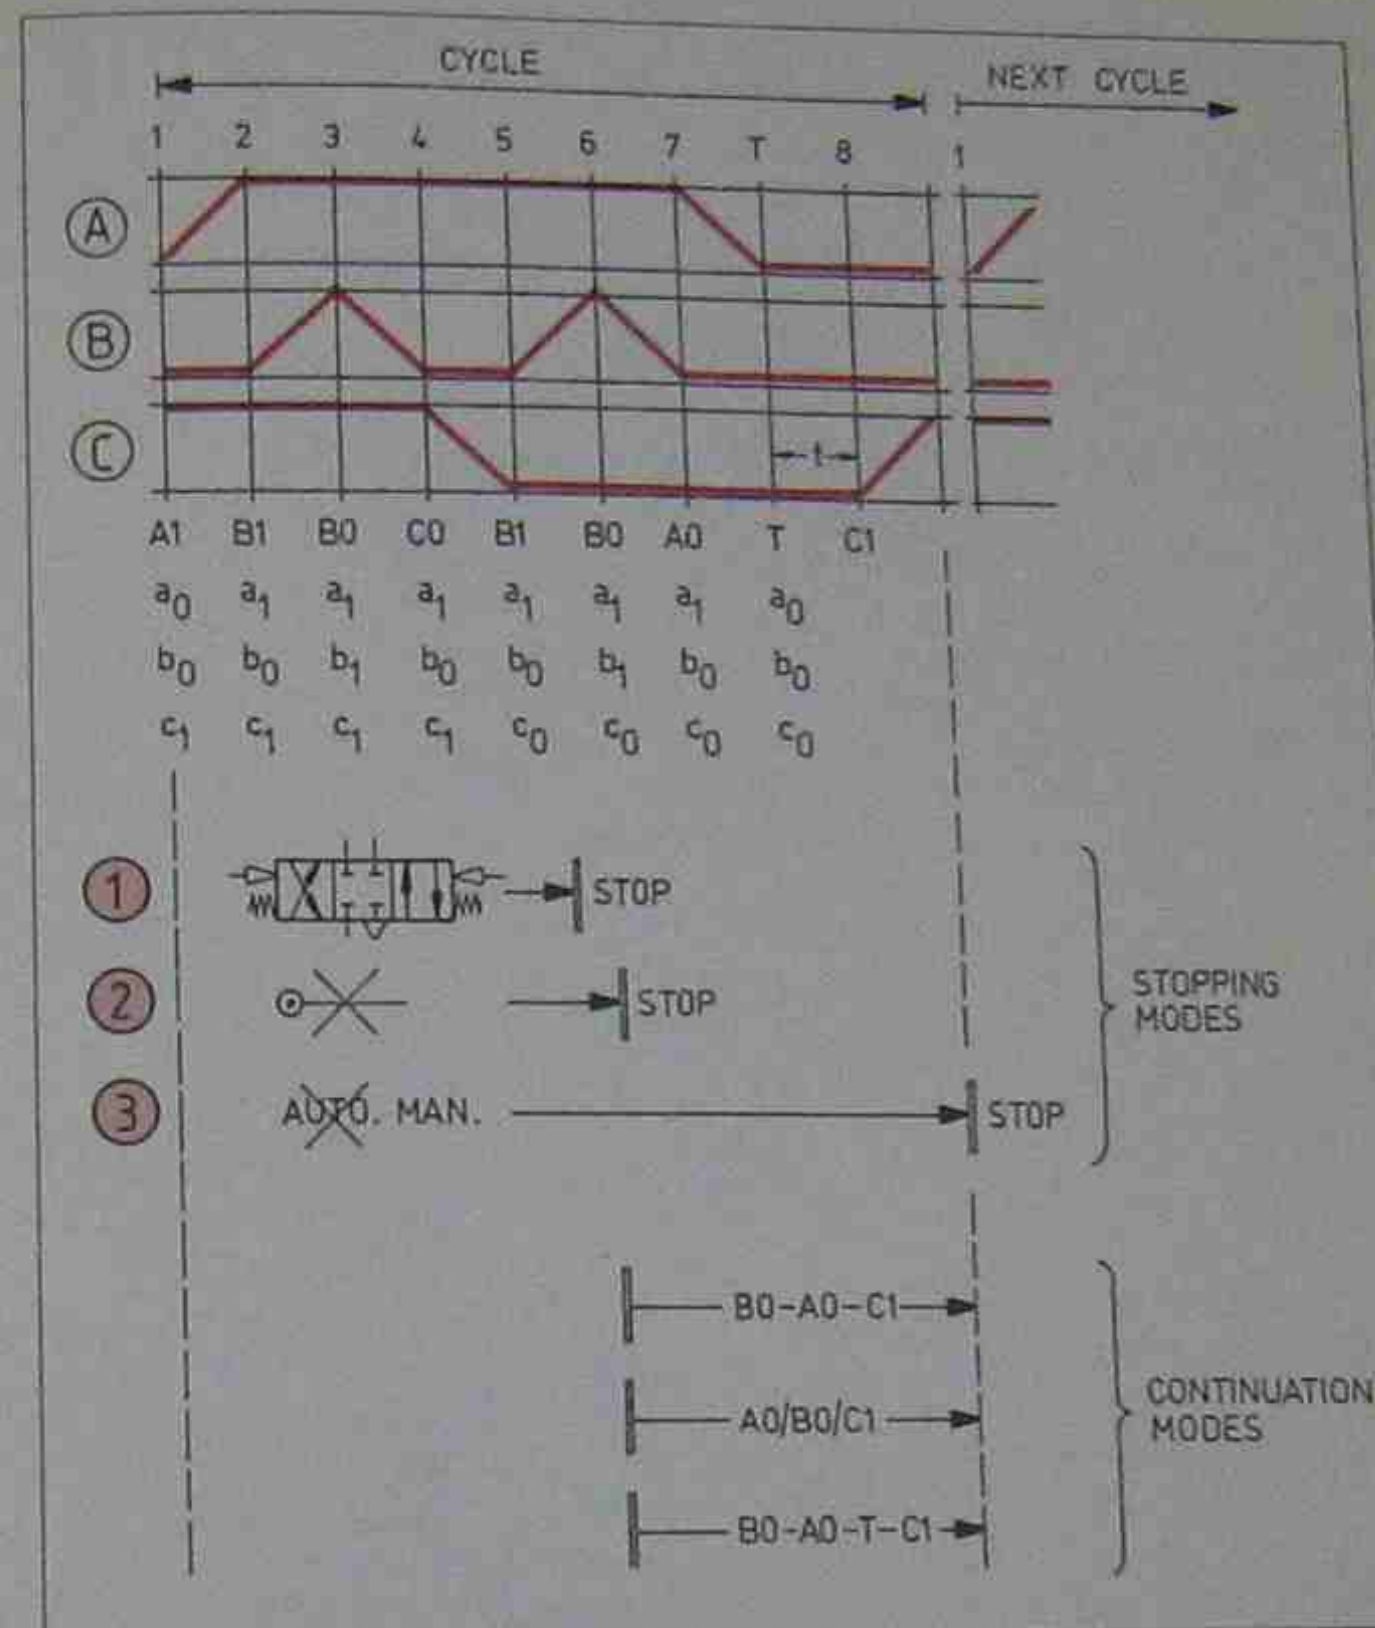 CYCLE
NEXT CYCLE
1 2 3 4 5 6 7 T 8 1
A
B
C
t
A1 B1 B0 C0 B1 B0 A0 T C1
a0 a1 a1 a1 a1 a1 a1 a0
b0 b0 b1 b0 b0 b1 b0 b0
c1 c1 c1 c1 c0 c0 c0 c0
1 STOP
2 STOP
3 AUTO. MAN. STOP
STOPPING
MODES
B0-A0-C1
A0/B0/C1
B0-A0-T-C1
CONTINUATION
MODES